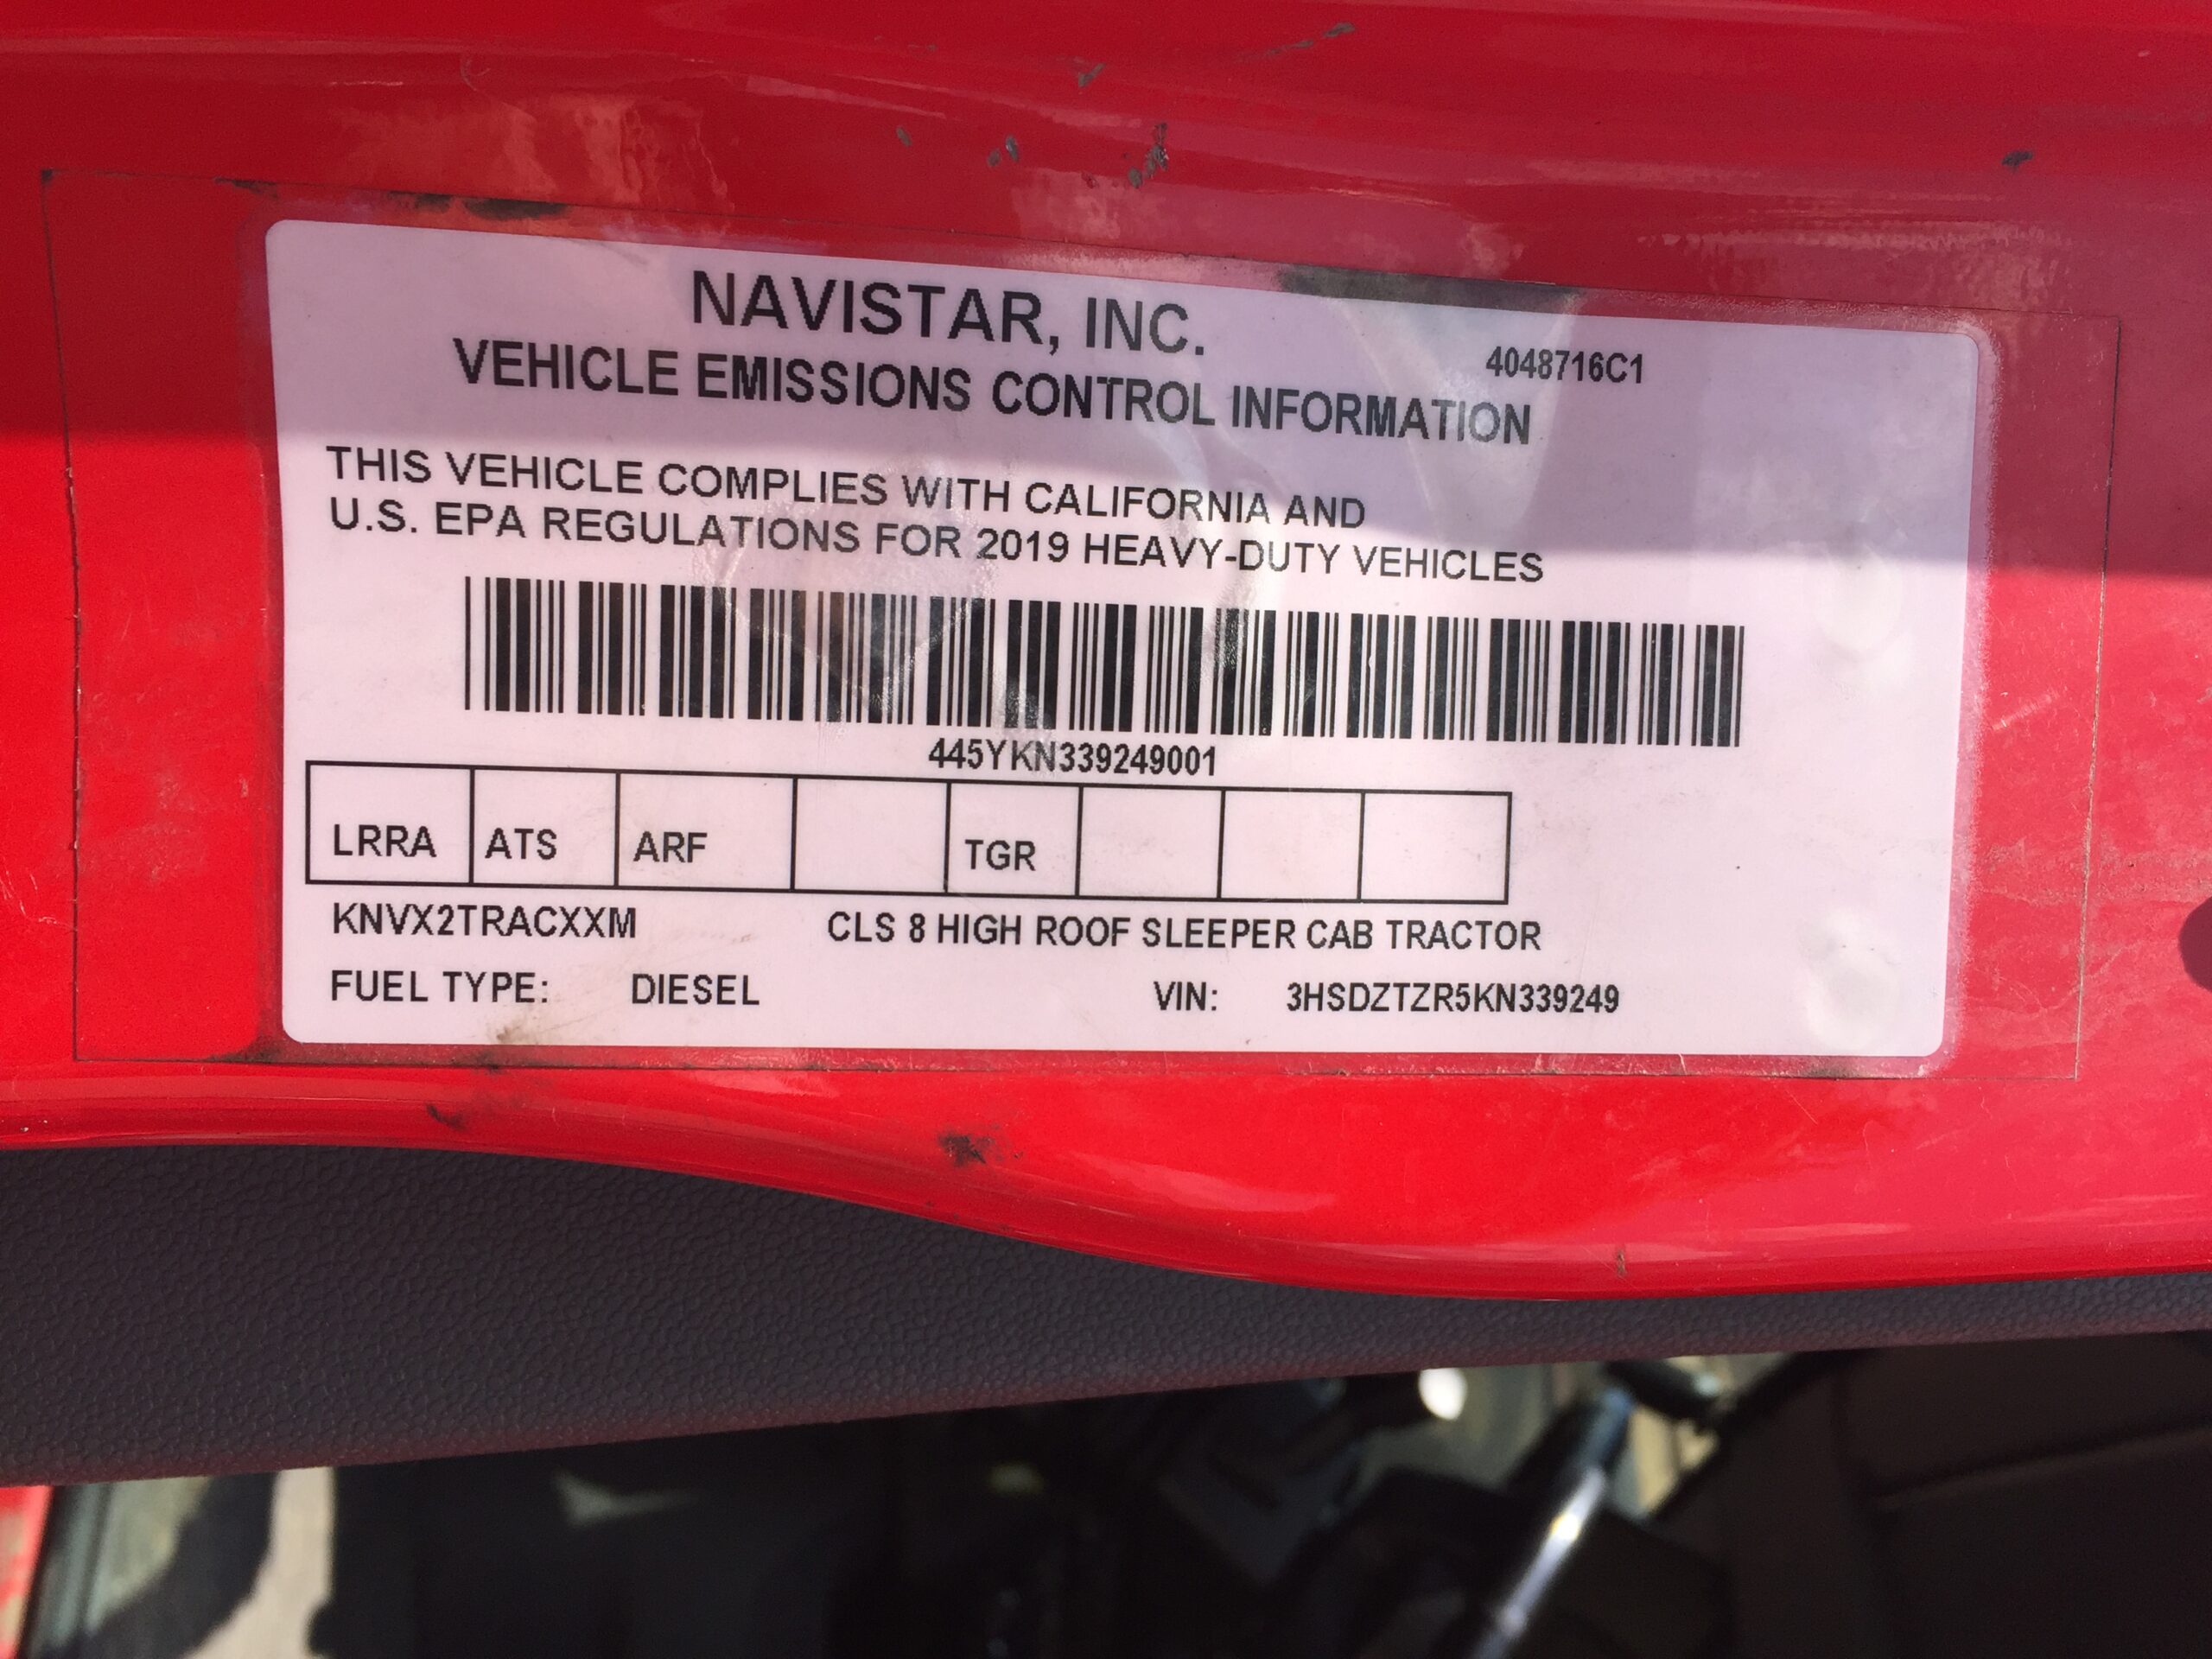 NAVISTAR, INC.
4048716C1
VEHICLE EMISSIONS CONTROL INFORMATION
THIS VEHICLE COMPLIES WITH CALIFORNIA AND
U.S. EPA REGULATIONS FOR 2019 HEAVY-DUTY VEHICLES
445YKN339249001
LRRA ATS ARF TGR
KNVX2TRACXXM CLS 8 HIGH ROOF SLEEPER CAB TRACTOR
FUEL TYPE: DIESEL VIN: 3HSDZTZR5KN339249